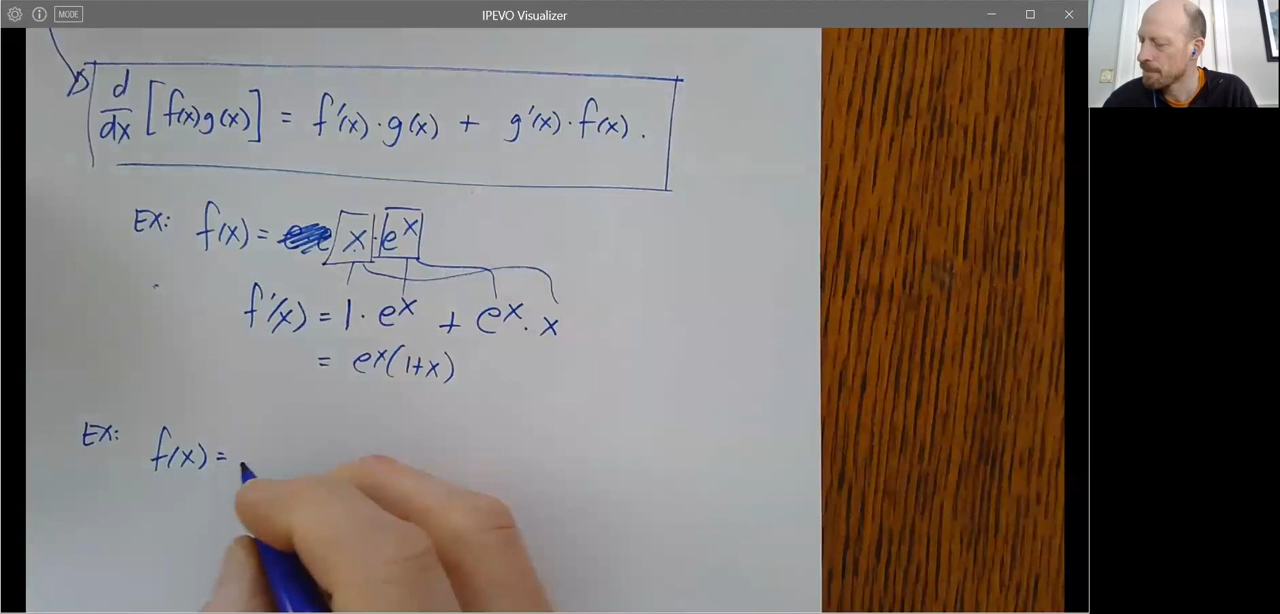 MODE
IPEVO Visualizer
d/dx [f(x)g(x)] = f'(x)·g(x) + g'(x)·f(x).
EX: f(x) = x·e^x
f'(x) = 1·e^x + e^x·x
= e^x(1+x)
EX: f(x) =